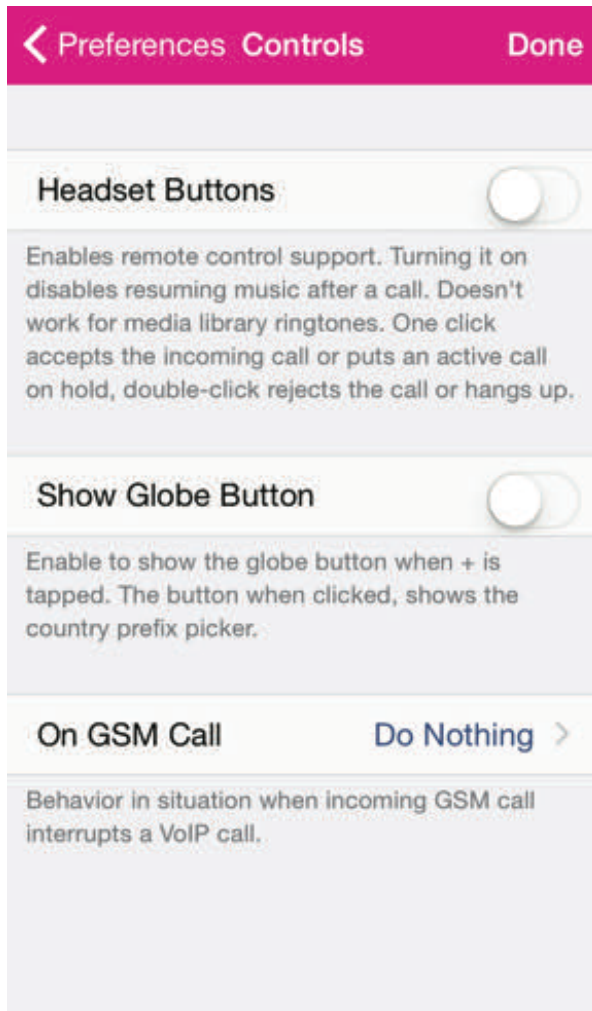 Preferences Controls Done
Headset Buttons
Enables remote control support. Turning it on
disables resuming music after a call. Doesn't
work for media library ringtones. One click
accepts the incoming call or puts an active call
on hold, double-click rejects the call or hangs up.
Show Globe Button
Enable to show the globe button when + is
tapped. The button when clicked, shows the
country prefix picker.
On GSM Call Do Nothing
Behavior in situation when incoming GSM call
interrupts a VoIP call.